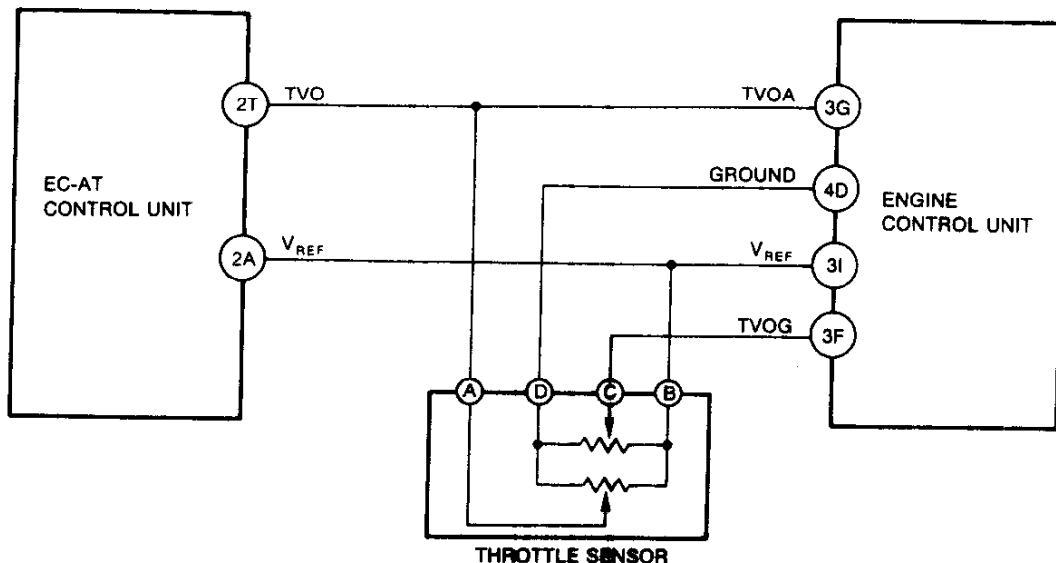 TVO
TVOA
2T
3G
GROUND
4D
EC-AT
CONTROL UNIT
ENGINE
CONTROL UNIT
2A
VREF
VREF
3I
TVOG
3F
A
D
C
B
THROTTLE SENSOR